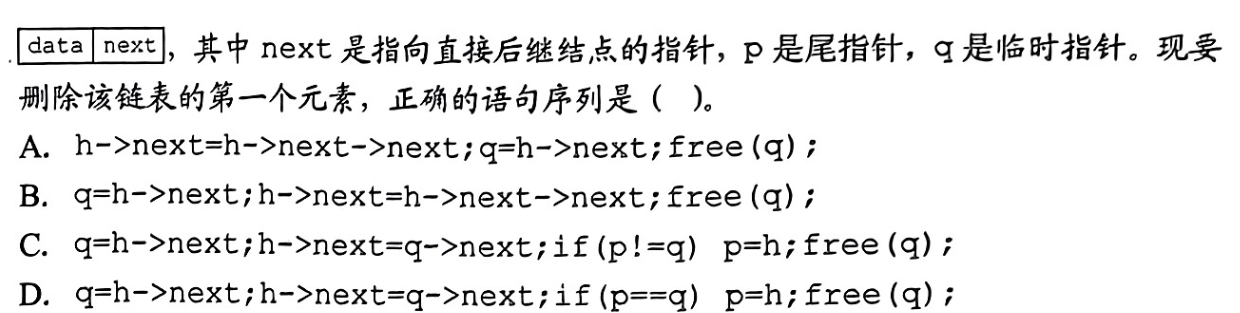 data next，其中 next 是指向直接后继结点的指针，p 是尾指针，q 是临时指针。现要
删除该链表的第一个元素，正确的语句序列是（ ）。
A. h->next=h->next->next;q=h->next;free(q);
B. q=h->next;h->next=h->next->next;free(q);
C. q=h->next;h->next=q->next;if(p!=q) p=h;free(q);
D. q=h->next;h->next=q->next;if(p==q) p=h;free(q);